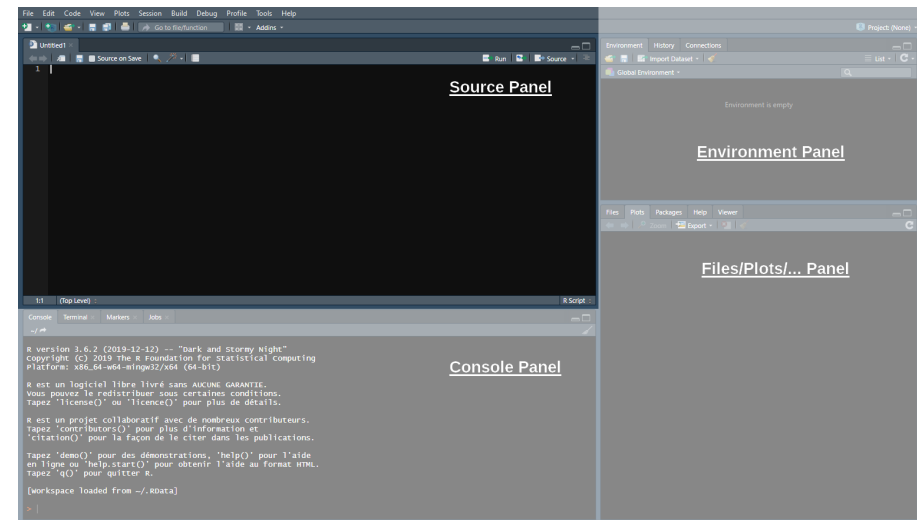 File Edit Code View Plots Session Build Debug Profile Tools Help
Go to file/function Addins
Project: (None)
Untitled1
Source on Save Run Source
1
Source Panel
1:1 (Top Level) R Script
Environment History Connections
Import Dataset List
Global Environment
Environment is empty
Environment Panel
Files Plots Packages Help Viewer
Zoom Export
Files/Plots/... Panel
Console Terminal Markers Jobs
~/
R version 3.6.2 (2019-12-12) -- "Dark and Stormy Night"
Copyright (C) 2019 The R Foundation for Statistical Computing
Platform: x86_64-w64-mingw32/x64 (64-bit)
R est un logiciel libre livré sans AUCUNE GARANTIE.
Vous pouvez le redistribuer sous certaines conditions.
Tapez 'license()' ou 'licence()' pour plus de détails.
R est un projet collaboratif avec de nombreux contributeurs.
Tapez 'contributors()' pour plus d'information et
'citation()' pour la façon de le citer dans les publications.
Tapez 'demo()' pour des démonstrations, 'help()' pour l'aide
en ligne ou 'help.start()' pour obtenir l'aide au format HTML.
Tapez 'q()' pour quitter R.
[Workspace loaded from ~/.RData]
>
Console Panel